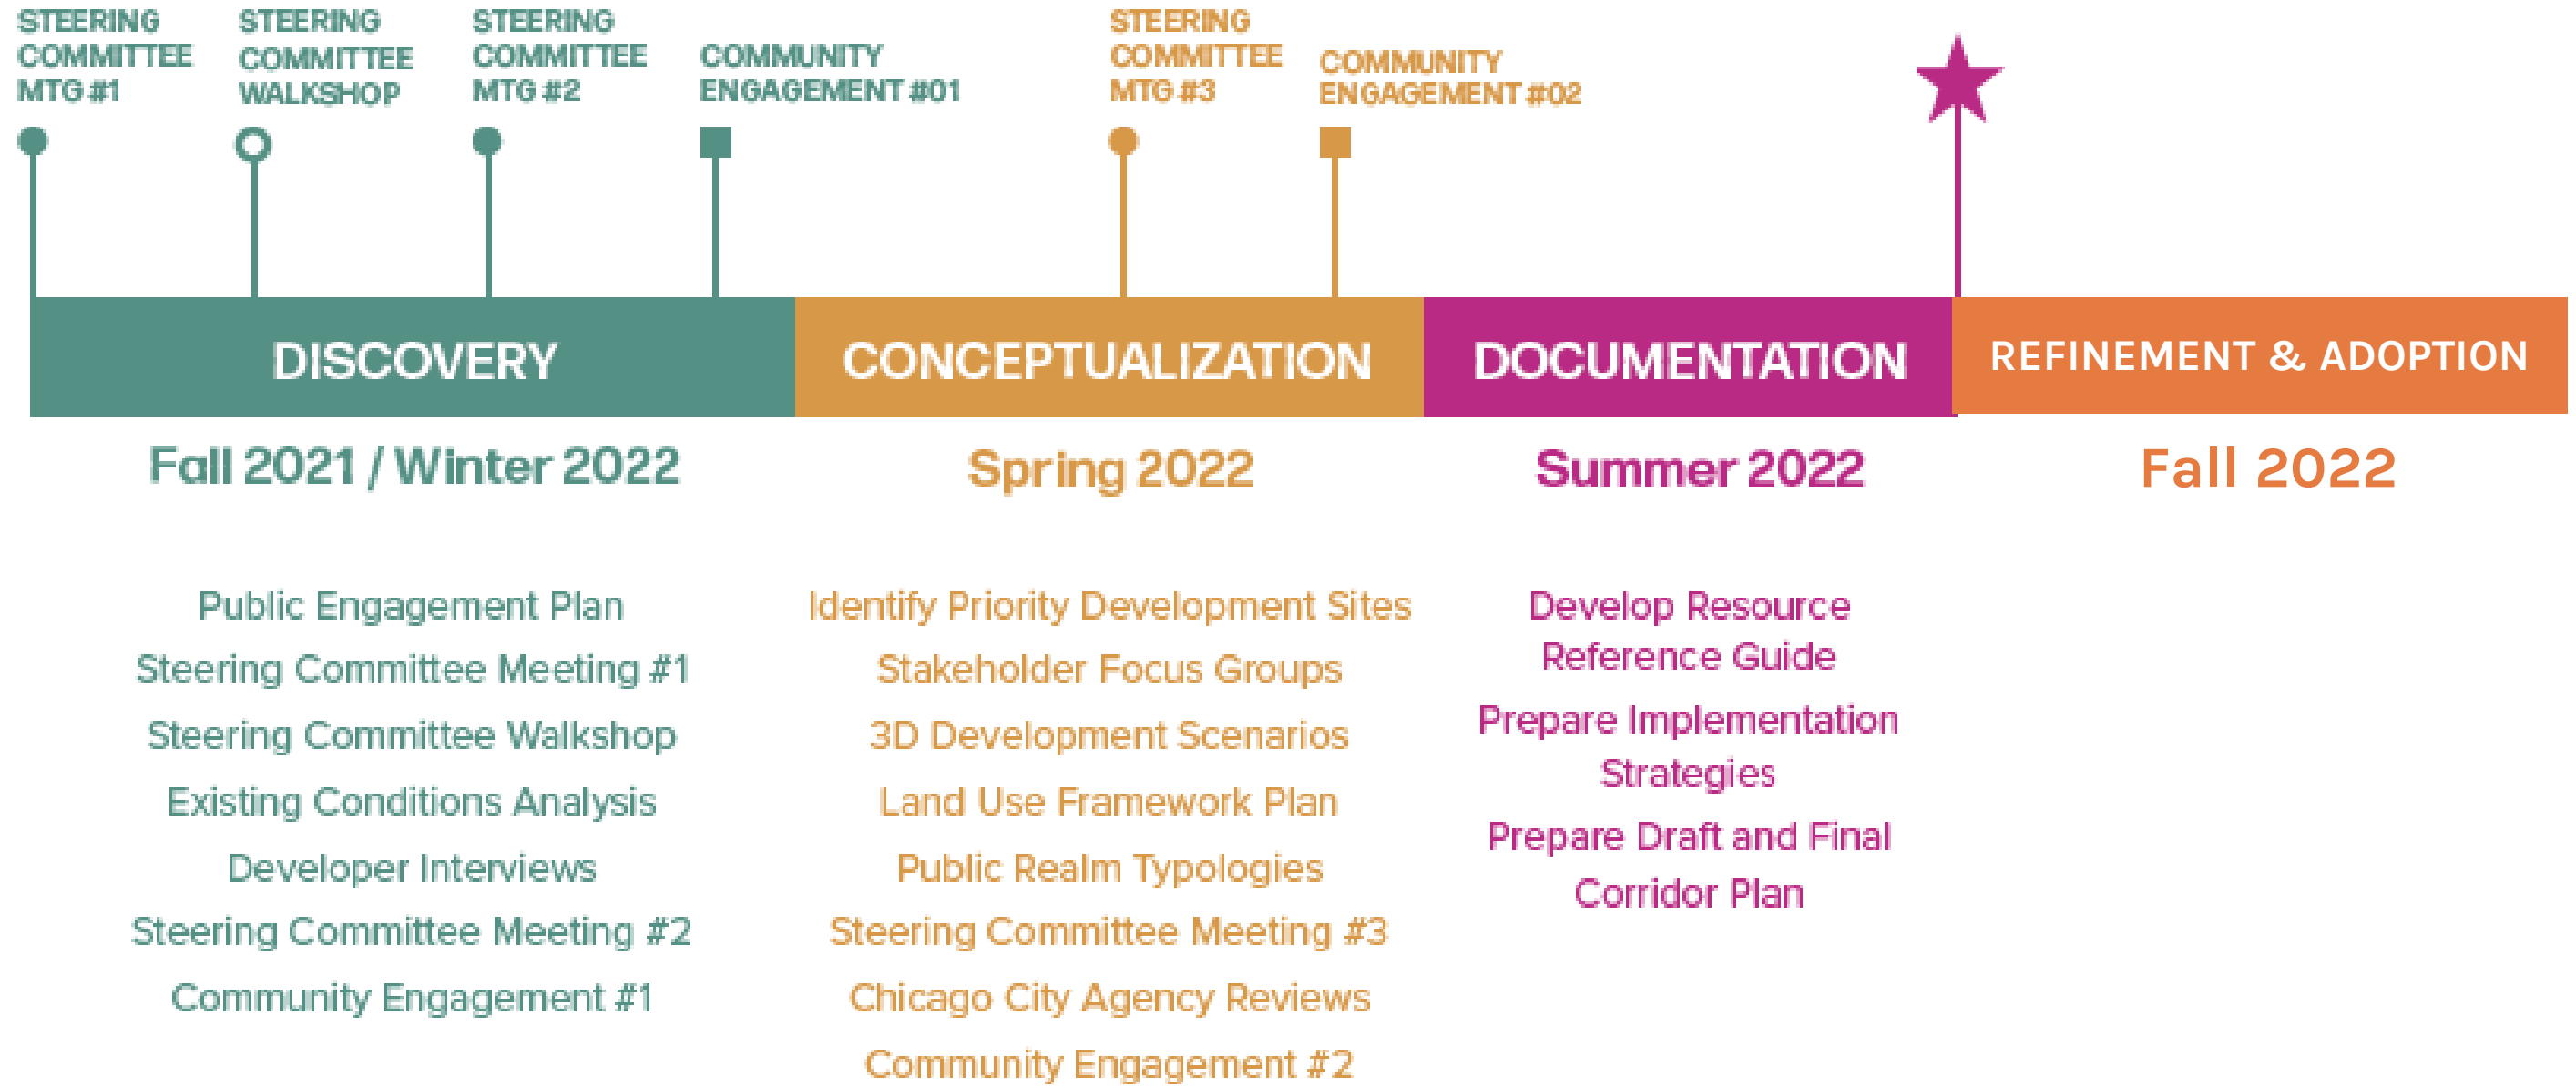 STEERING
COMMITTEE
MTG #1
STEERING
COMMITTEE
WALKSHOP
STEERING
COMMITTEE
MTG #2
COMMUNITY
ENGAGEMENT #01
STEERING
COMMITTEE
MTG #3
COMMUNITY
ENGAGEMENT #02
DISCOVERY
CONCEPTUALIZATION
DOCUMENTATION
REFINEMENT & ADOPTION
Fall 2021 / Winter 2022
Spring 2022
Summer 2022
Fall 2022
Public Engagement Plan
Steering Committee Meeting #1
Steering Committee Walkshop
Existing Conditions Analysis
Developer Interviews
Steering Committee Meeting #2
Community Engagement #1
Identify Priority Development Sites
Stakeholder Focus Groups
3D Development Scenarios
Land Use Framework Plan
Public Realm Typologies
Steering Committee Meeting #3
Chicago City Agency Reviews
Community Engagement #2
Develop Resource
Reference Guide
Prepare Implementation
Strategies
Prepare Draft and Final
Corridor Plan